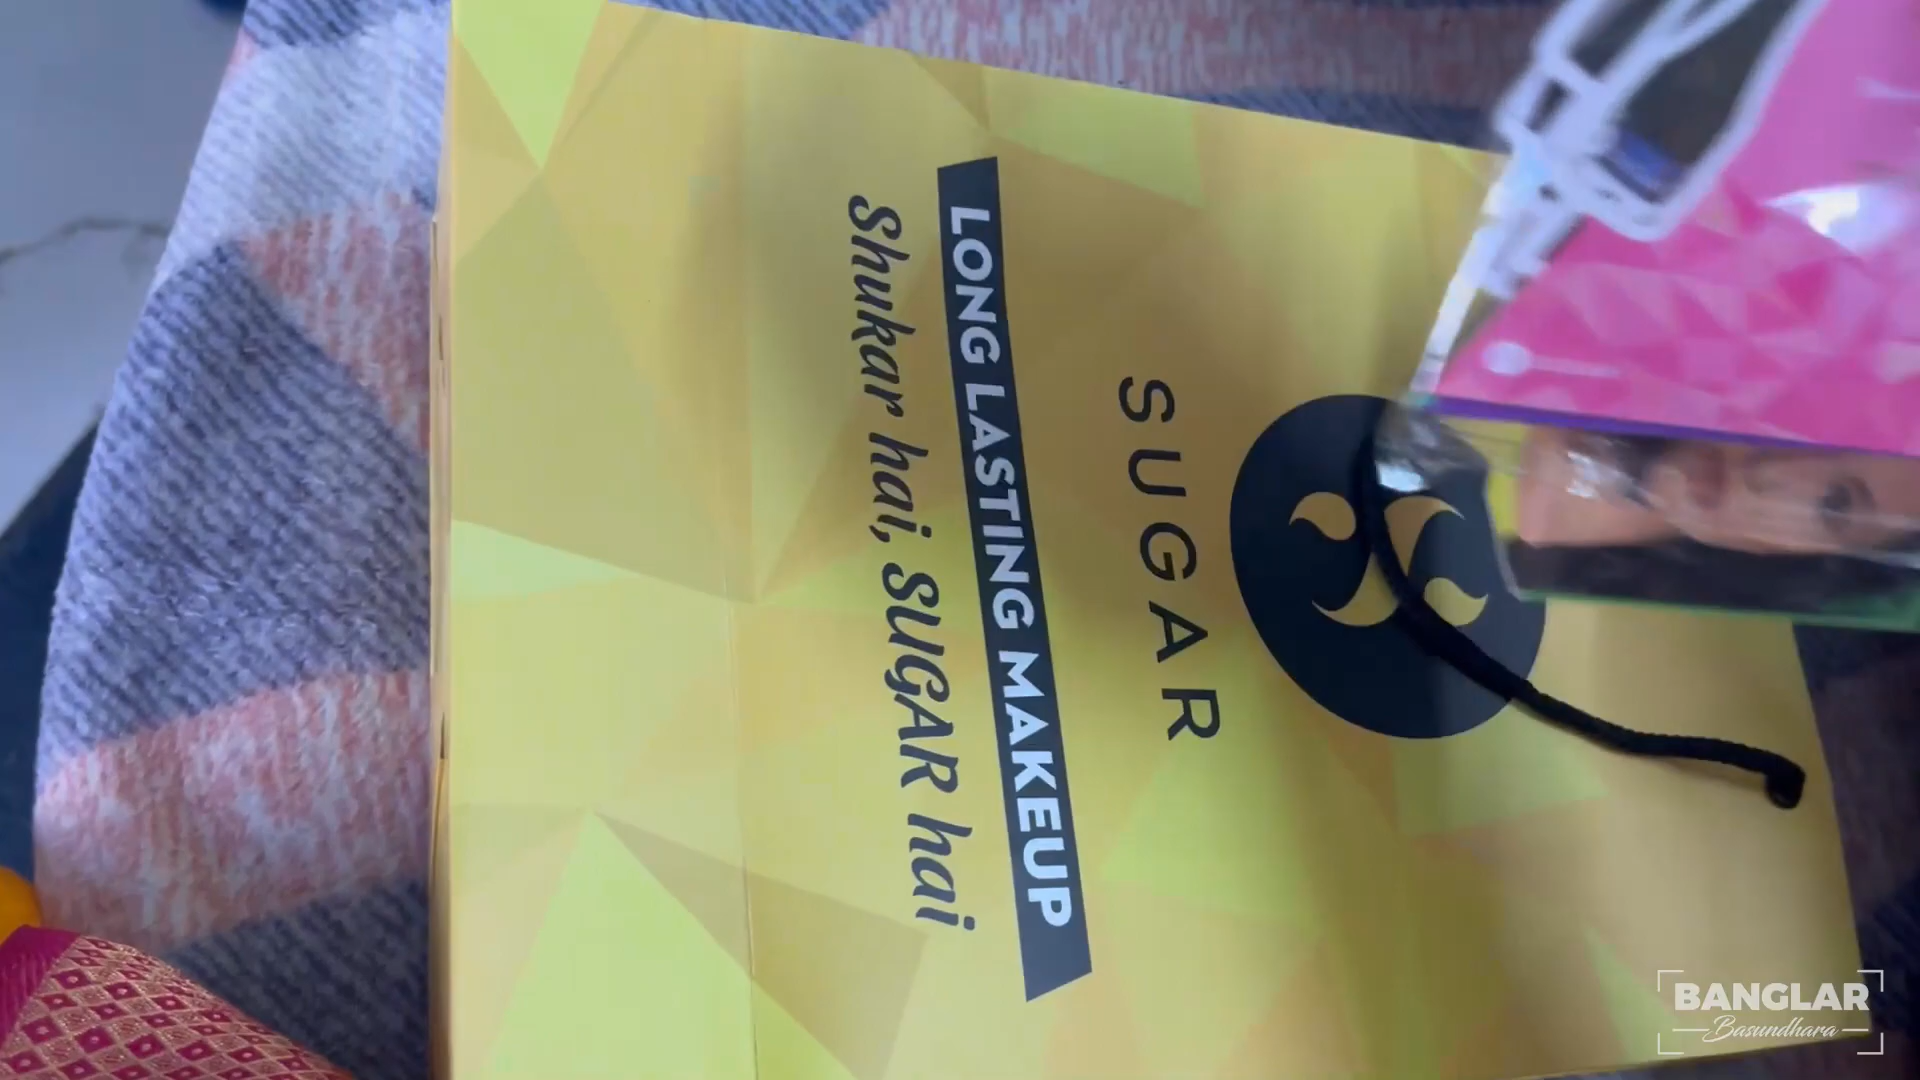 SUGAR
LONG LASTING MAKEUP
Shukar hai, SUGAR hai
BANGLAR
Basundhara